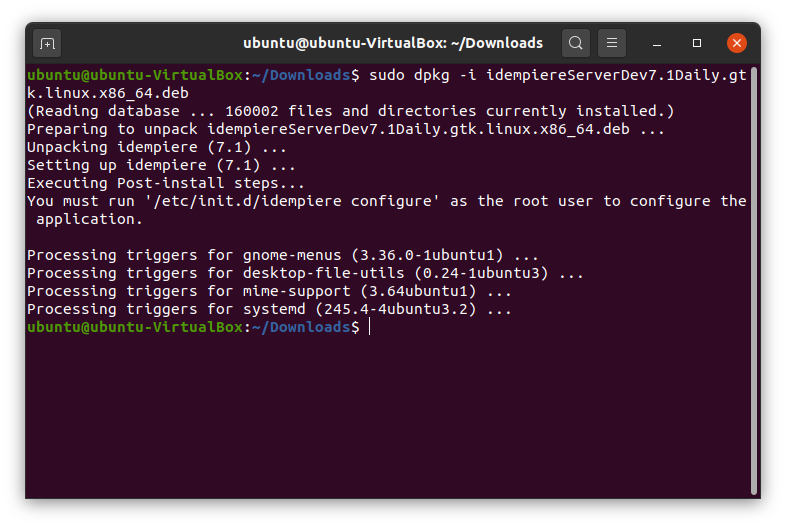 ubuntu@ubuntu-VirtualBox: ~/Downloads
ubuntu@ubuntu-VirtualBox:~/Downloads$ sudo dpkg -i idempiereServerDev7.1Daily.gt
k.linux.x86_64.deb
(Reading database ... 160002 files and directories currently installed.)
Preparing to unpack idempiereServerDev7.1Daily.gtk.linux.x86_64.deb ...
Unpacking idempiere (7.1) ...
Setting up idempiere (7.1) ...
Executing Post-install steps...
You must run '/etc/init.d/idempiere configure' as the root user to configure the
 application.
Processing triggers for gnome-menus (3.36.0-1ubuntu1) ...
Processing triggers for desktop-file-utils (0.24-1ubuntu3) ...
Processing triggers for mime-support (3.64ubuntu1) ...
Processing triggers for systemd (245.4-4ubuntu3.2) ...
ubuntu@ubuntu-VirtualBox:~/Downloads$